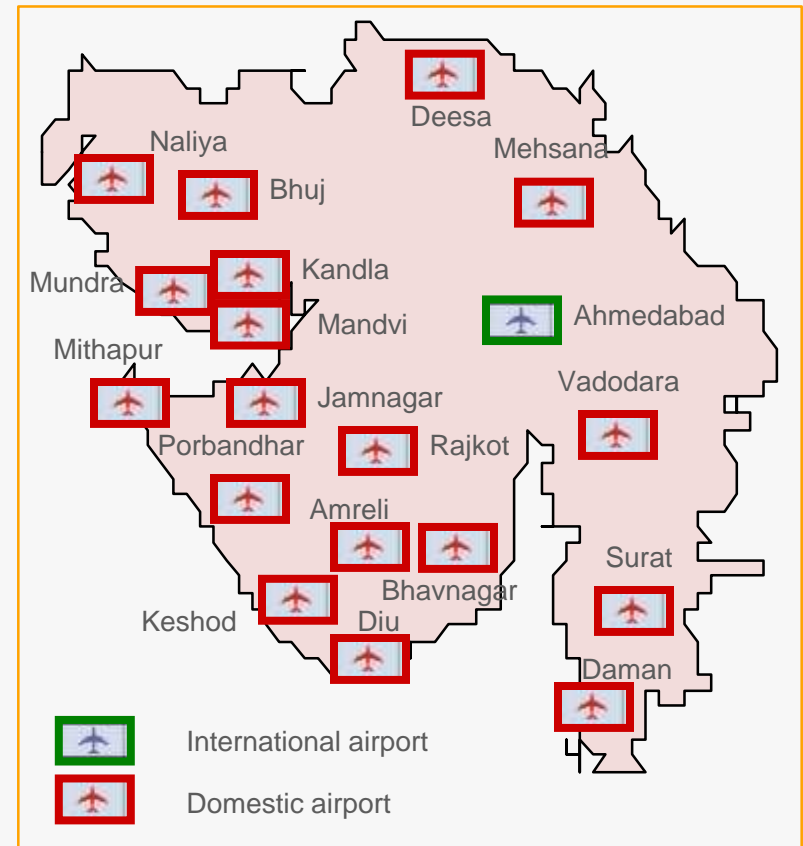 Deesa
Naliya
Mehsana
Bhuj
Kandla
Mundra
Ahmedabad
Mandvi
Mithapur
Vadodara
Jamnagar
Porbandhar
Rajkot
Amreli
Surat
Bhavnagar
Keshod
Diu
Daman
International airport
Domestic airport